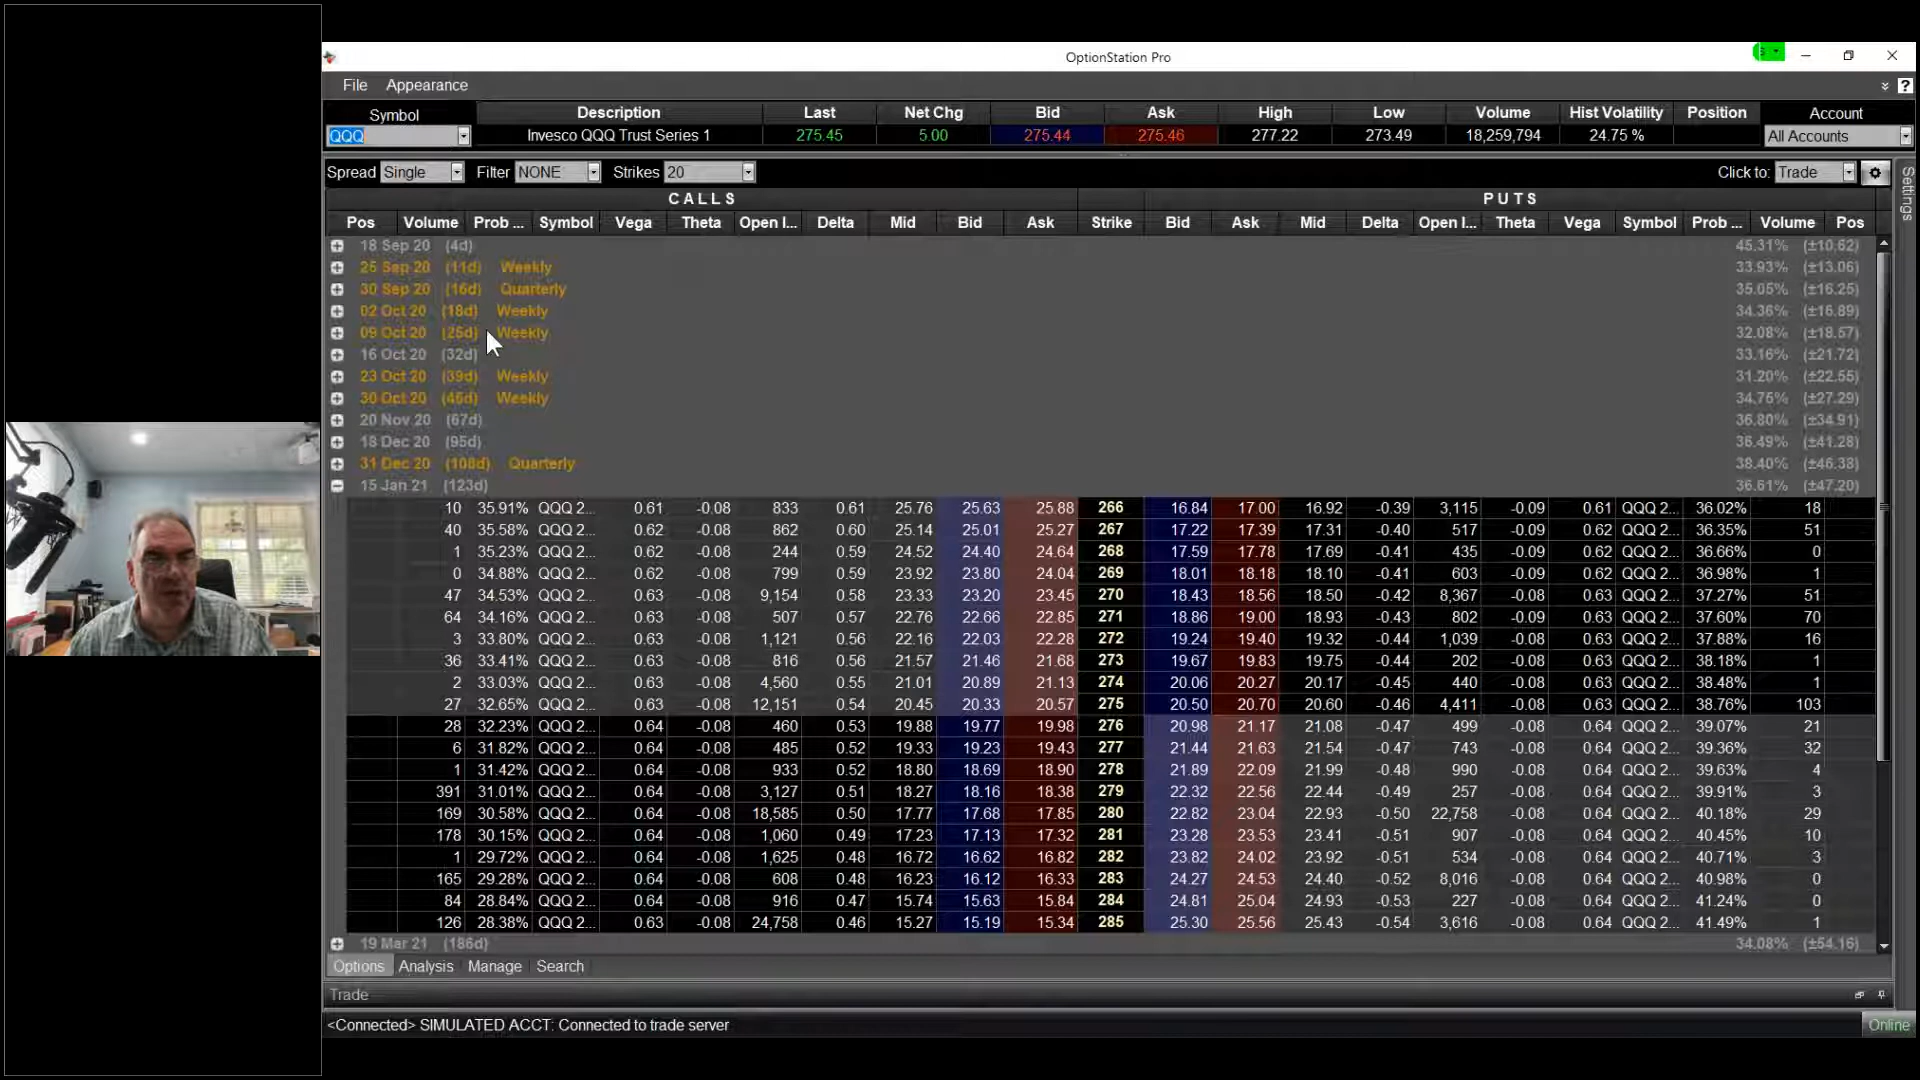 OptionStation Pro
File Appearance
Symbol Description Last Net Chg Bid Ask High Low Volume Hist Volatility Position Account
QQQ Invesco QQQ Trust Series 1 275.45 5.00 275.44 275.46 277.22 273.49 18,259,794 24.75 % All Accounts
Spread Single Filter NONE Strikes 20 Click to: Trade
Settings
CALLS PUTS
Pos Volume Prob ... Symbol Vega Theta Open I... Delta Mid Bid Ask Strike Bid Ask Mid Delta Open I... Theta Vega Symbol Prob ... Volume Pos
18 Sep 20 (4d) 45.31% (±10.62)
25 Sep 20 (11d) Weekly 33.93% (±13.06)
30 Sep 20 (16d) Quarterly 35.05% (±16.25)
02 Oct 20 (18d) Weekly 34.36% (±16.89)
09 Oct 20 (25d) Weekly 32.08% (±18.57)
16 Oct 20 (32d) 33.16% (±21.72)
23 Oct 20 (39d) Weekly 31.20% (±22.55)
30 Oct 20 (46d) Weekly 34.75% (±27.29)
20 Nov 20 (67d) 36.80% (±34.91)
18 Dec 20 (95d) 36.49% (±41.28)
31 Dec 20 (108d) Quarterly 38.40% (±46.38)
15 Jan 21 (123d) 36.61% (±47.20)
10 35.91% QQQ 2... 0.61 -0.08 833 0.61 25.76 25.63 25.88 266 16.84 17.00 16.92 -0.39 3,115 -0.09 0.61 QQQ 2... 36.02% 18
40 35.58% QQQ 2... 0.62 -0.08 862 0.60 25.14 25.01 25.27 267 17.22 17.39 17.31 -0.40 517 -0.09 0.62 QQQ 2... 36.35% 51
1 35.23% QQQ 2... 0.62 -0.08 244 0.59 24.52 24.40 24.64 268 17.59 17.78 17.69 -0.41 435 -0.09 0.62 QQQ 2... 36.66% 0
0 34.88% QQQ 2... 0.62 -0.08 799 0.59 23.92 23.80 24.04 269 18.01 18.18 18.10 -0.41 603 -0.09 0.62 QQQ 2... 36.98% 1
47 34.53% QQQ 2... 0.63 -0.08 9,154 0.58 23.33 23.20 23.45 270 18.43 18.56 18.50 -0.42 8,367 -0.08 0.63 QQQ 2... 37.27% 51
64 34.16% QQQ 2... 0.63 -0.08 507 0.57 22.76 22.66 22.85 271 18.86 19.00 18.93 -0.43 802 -0.09 0.63 QQQ 2... 37.60% 70
3 33.80% QQQ 2... 0.63 -0.08 1,121 0.56 22.16 22.03 22.28 272 19.24 19.40 19.32 -0.44 1,039 -0.08 0.63 QQQ 2... 37.88% 16
36 33.41% QQQ 2... 0.63 -0.08 816 0.56 21.57 21.46 21.68 273 19.67 19.83 19.75 -0.44 202 -0.08 0.63 QQQ 2... 38.18% 1
2 33.03% QQQ 2... 0.63 -0.08 4,560 0.55 21.01 20.89 21.13 274 20.06 20.27 20.17 -0.45 440 -0.08 0.63 QQQ 2... 38.48% 1
27 32.65% QQQ 2... 0.63 -0.08 12,151 0.54 20.45 20.33 20.57 275 20.50 20.70 20.60 -0.46 4,411 -0.08 0.63 QQQ 2... 38.76% 103
28 32.23% QQQ 2... 0.64 -0.08 460 0.53 19.88 19.77 19.98 276 20.98 21.17 21.08 -0.47 499 -0.08 0.64 QQQ 2... 39.07% 21
6 31.82% QQQ 2... 0.64 -0.08 485 0.52 19.33 19.23 19.43 277 21.44 21.63 21.54 -0.47 743 -0.08 0.64 QQQ 2... 39.36% 32
1 31.42% QQQ 2... 0.64 -0.08 933 0.52 18.80 18.69 18.90 278 21.89 22.09 21.99 -0.48 990 -0.08 0.64 QQQ 2... 39.63% 4
391 31.01% QQQ 2... 0.64 -0.08 3,127 0.51 18.27 18.16 18.38 279 22.32 22.56 22.44 -0.49 257 -0.08 0.64 QQQ 2... 39.91% 3
169 30.58% QQQ 2... 0.64 -0.08 18,585 0.50 17.77 17.68 17.85 280 22.82 23.04 22.93 -0.50 22,758 -0.08 0.64 QQQ 2... 40.18% 29
178 30.15% QQQ 2... 0.64 -0.08 1,060 0.49 17.23 17.13 17.32 281 23.28 23.53 23.41 -0.51 907 -0.08 0.64 QQQ 2... 40.45% 10
1 29.72% QQQ 2... 0.64 -0.08 1,625 0.48 16.72 16.62 16.82 282 23.82 24.02 23.92 -0.51 534 -0.08 0.64 QQQ 2... 40.71% 3
165 29.28% QQQ 2... 0.64 -0.08 608 0.48 16.23 16.12 16.33 283 24.27 24.53 24.40 -0.52 8,016 -0.08 0.64 QQQ 2... 40.98% 0
84 28.84% QQQ 2... 0.64 -0.08 916 0.47 15.74 15.63 15.84 284 24.81 25.04 24.93 -0.53 227 -0.08 0.64 QQQ 2... 41.24% 0
126 28.38% QQQ 2... 0.63 -0.08 24,758 0.46 15.27 15.19 15.34 285 25.30 25.56 25.43 -0.54 3,616 -0.08 0.64 QQQ 2... 41.49% 1
19 Mar 21 (186d) 34.08% (±54.16)
Options Analysis Manage Search
Trade
<Connected> SIMULATED ACCT: Connected to trade server Online